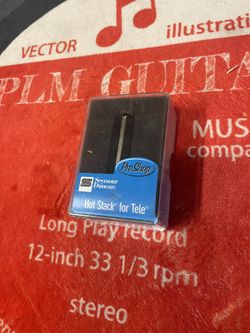 VECTOR
illustration
PLM GUITA
MUS
compa
ProShop
Seymour
Duncan
Hot Stack for Tele
Long Play record
12-inch 33 1/3 rpm
stereo